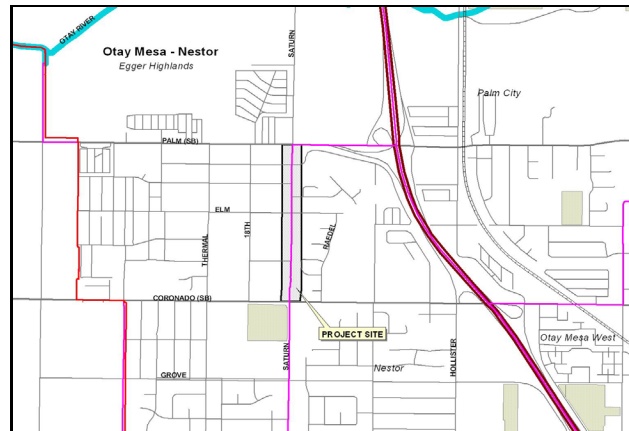 OTAY RIVER
Otay Mesa - Nestor
Egger Highlands
SATURN
Palm City
PALM (SB)
ELM
THERMAL
18TH
RAEDEL
CORONADO (SB)
PROJECT SITE
SATURN
HOLLISTER
Otay Mesa West
Nestor
GROVE